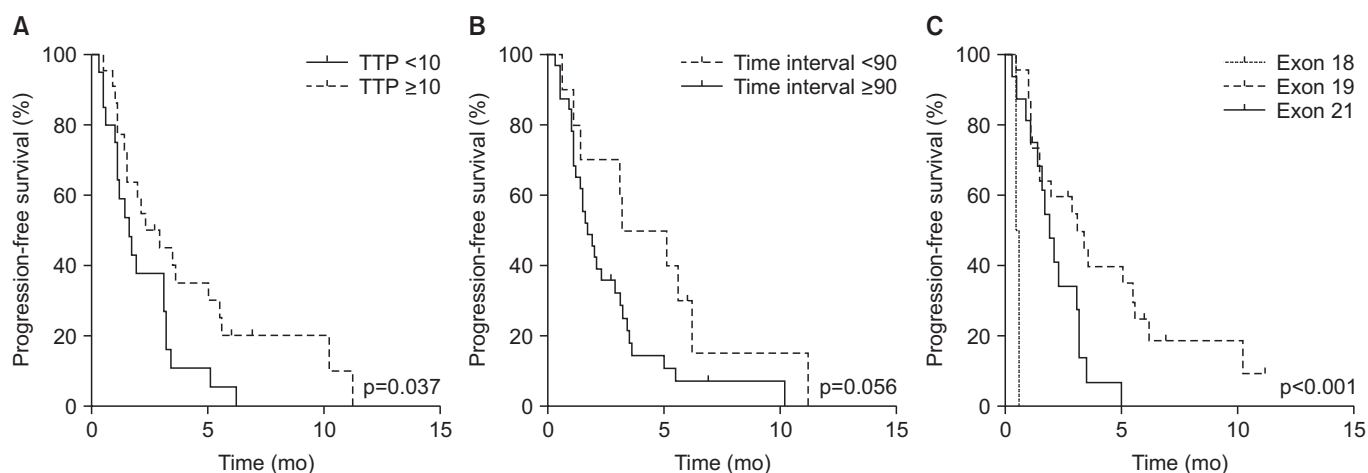 A
Progression-free survival (%)
100
80
60
40
20
0
TTP <10
TTP ≥10
p=0.037
0 5 10 15
Time (mo)
B
Progression-free survival (%)
100
80
60
40
20
0
Time interval <90
Time interval ≥90
p=0.056
0 5 10 15
Time (mo)
C
Progression-free survival (%)
100
80
60
40
20
0
Exon 18
Exon 19
Exon 21
p<0.001
0 5 10 15
Time (mo)